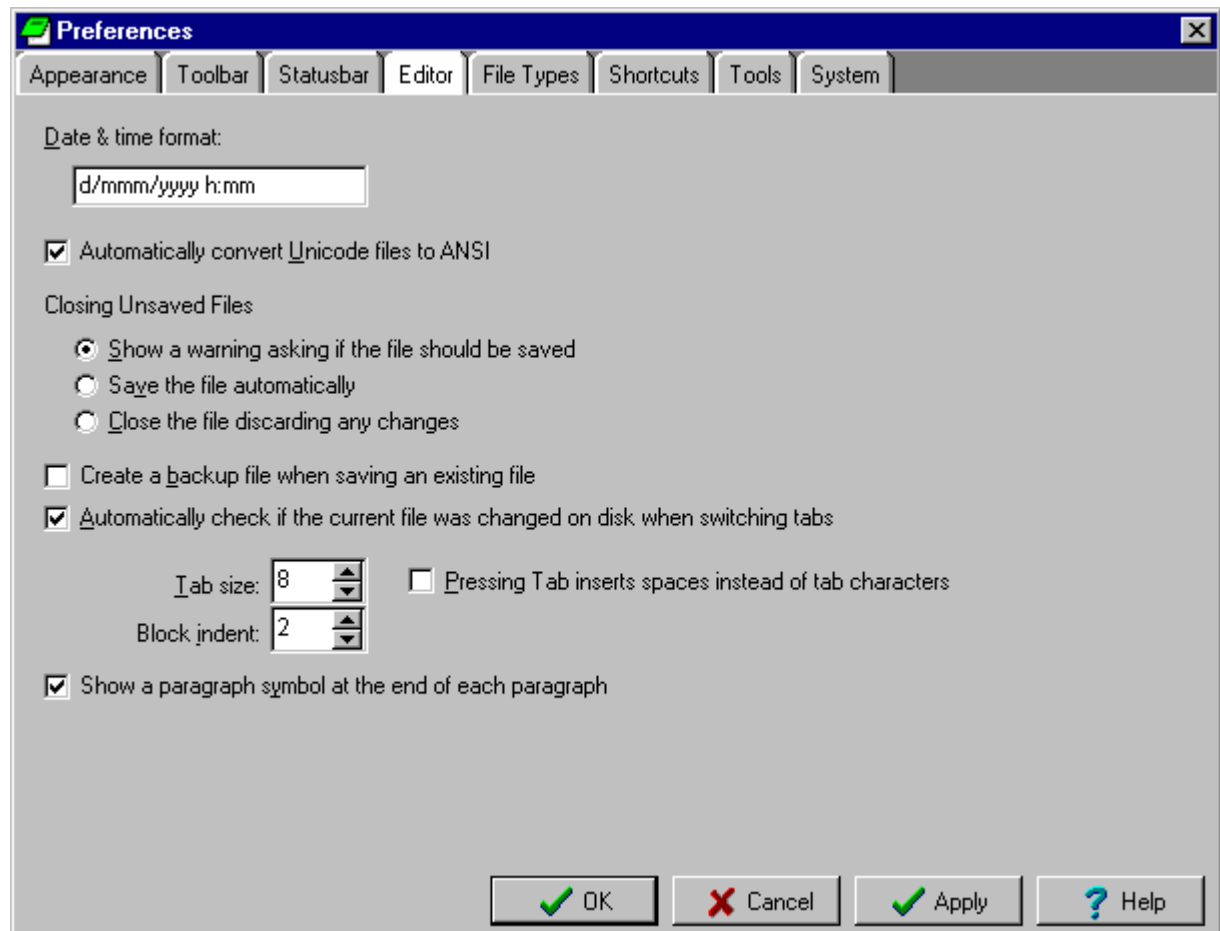 Preferences
Appearance Toolbar Statusbar Editor File Types Shortcuts Tools System
Date & time format:
d/mmm/yyyy h:mm
Automatically convert Unicode files to ANSI
Closing Unsaved Files
Show a warning asking if the file should be saved
Save the file automatically
Close the file discarding any changes
Create a backup file when saving an existing file
Automatically check if the current file was changed on disk when switching tabs
Tab size: 8 Pressing Tab inserts spaces instead of tab characters
Block indent: 2
Show a paragraph symbol at the end of each paragraph
OK Cancel Apply Help